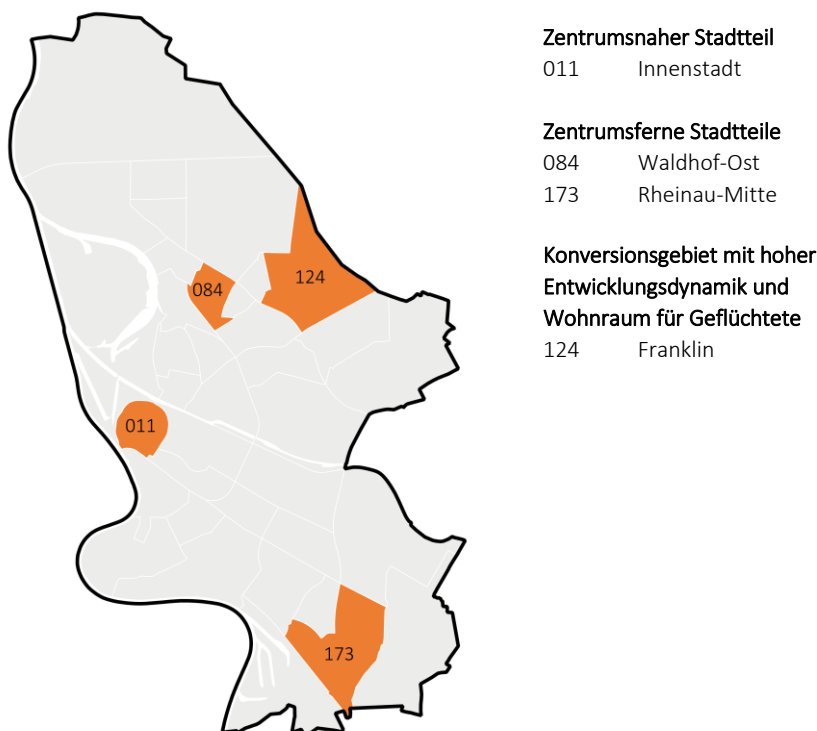 Zentrumsnaher Stadtteil
011 Innenstadt
Zentrumsferne Stadtteile
084 Waldhof-Ost
173 Rheinau-Mitte
Konversionsgebiet mit hoher
Entwicklungsdynamik und
Wohnraum für Geflüchtete
124 Franklin
084
124
011
173